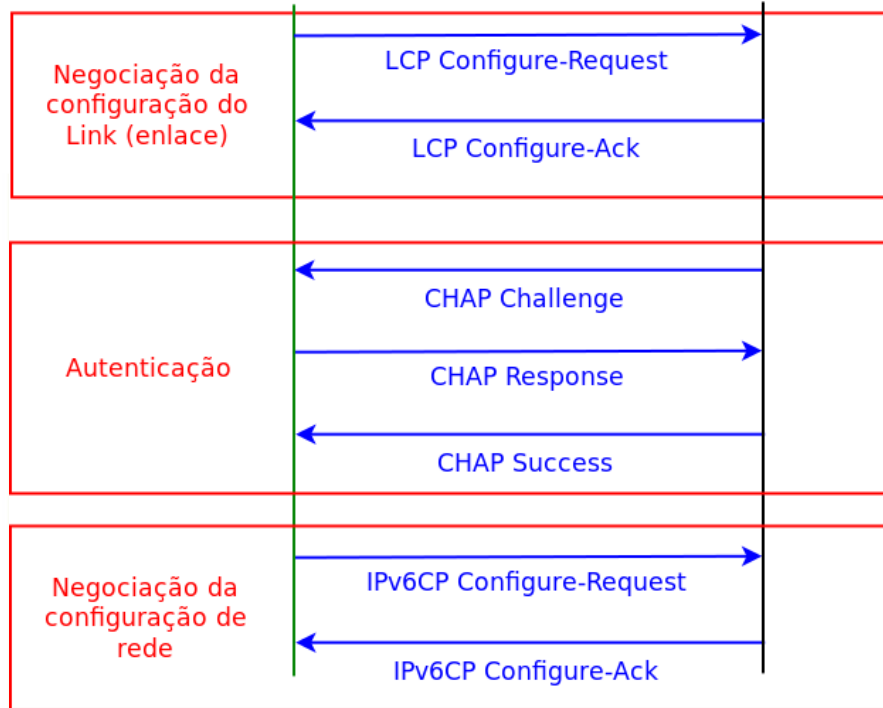 Negociação da
configuração do
Link (enlace)
LCP Configure-Request
LCP Configure-Ack
Autenticação
CHAP Challenge
CHAP Response
CHAP Success
Negociação da
configuração de
rede
IPv6CP Configure-Request
IPv6CP Configure-Ack